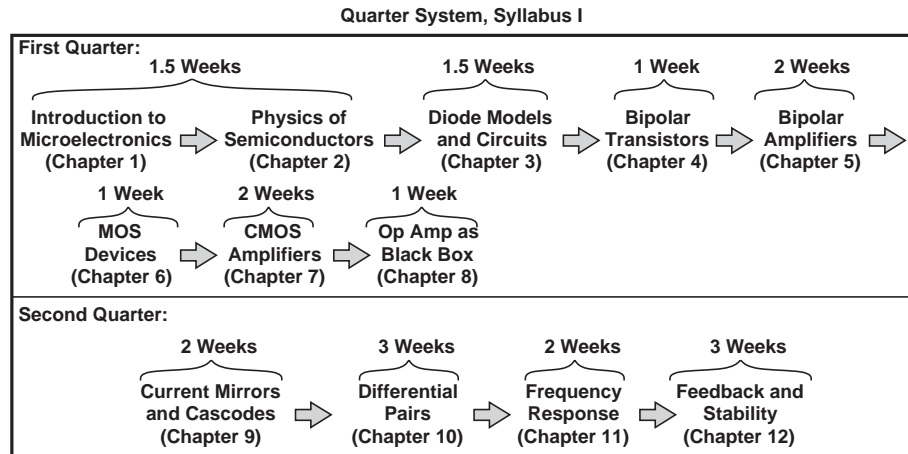 Quarter System, Syllabus I
First Quarter:
1.5 Weeks
1.5 Weeks
1 Week
2 Weeks
Introduction to
Microelectronics
(Chapter 1)
Physics of
Semiconductors
(Chapter 2)
Diode Models
and Circuits
(Chapter 3)
Bipolar
Transistors
(Chapter 4)
Bipolar
Amplifiers
(Chapter 5)
1 Week
2 Weeks
1 Week
MOS
Devices
(Chapter 6)
CMOS
Amplifiers
(Chapter 7)
Op Amp as
Black Box
(Chapter 8)
Second Quarter:
2 Weeks
3 Weeks
2 Weeks
3 Weeks
Current Mirrors
and Cascodes
(Chapter 9)
Differential
Pairs
(Chapter 10)
Frequency
Response
(Chapter 11)
Feedback and
Stability
(Chapter 12)